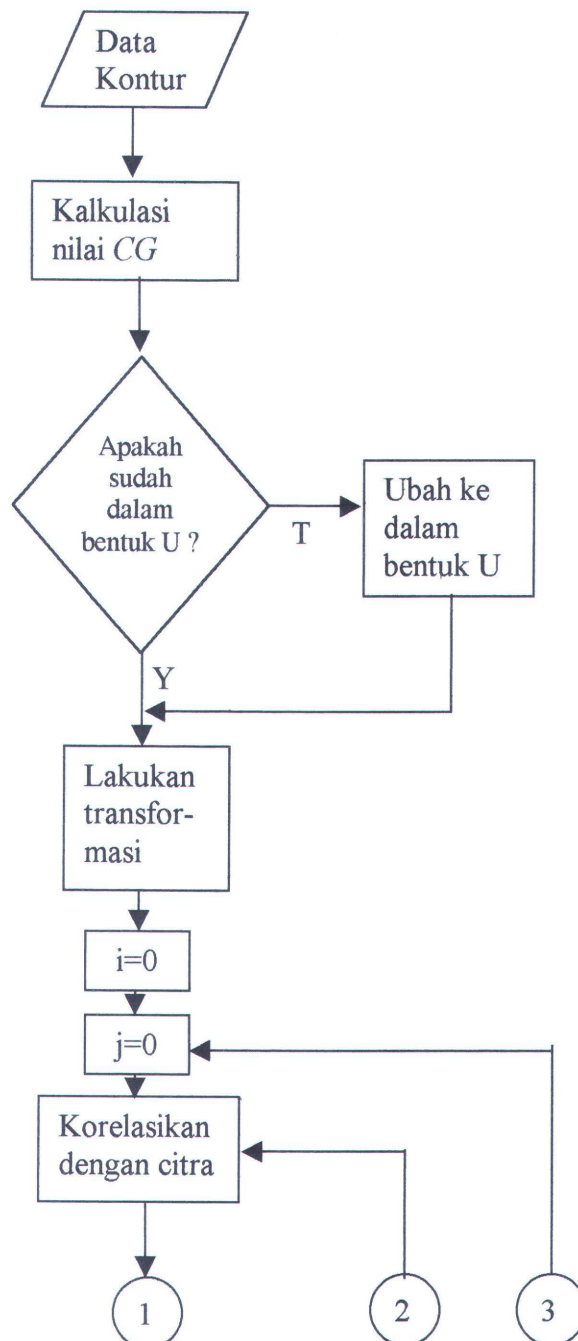 Data
Kontur
Kalkulasi
nilai CG
Apakah
sudah
dalam
bentuk U ?
T
Ubah ke
dalam
bentuk U
Y
Lakukan
transfor-
masi
i=0
j=0
Korelasikan
dengan citra
1
2
3